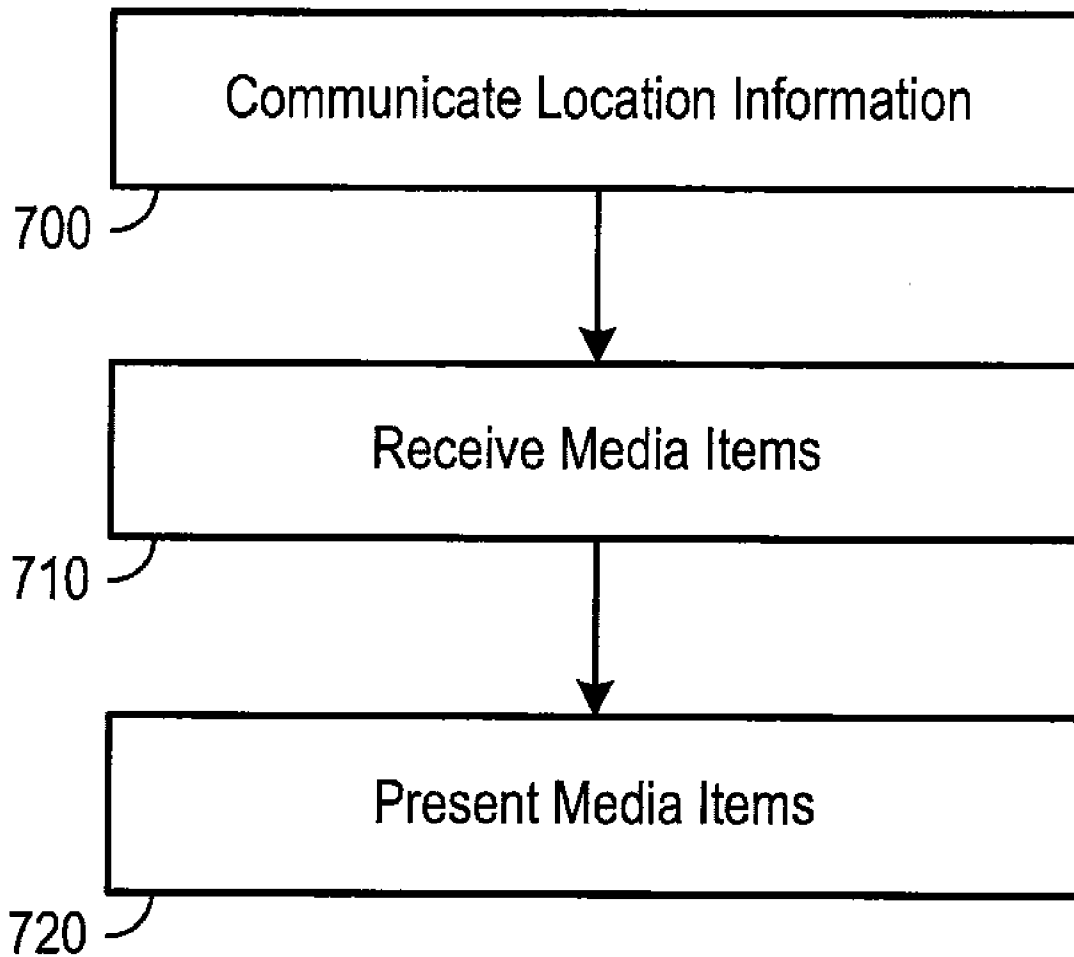 Communicate Location Information
700
Receive Media Items
710
Present Media Items
720